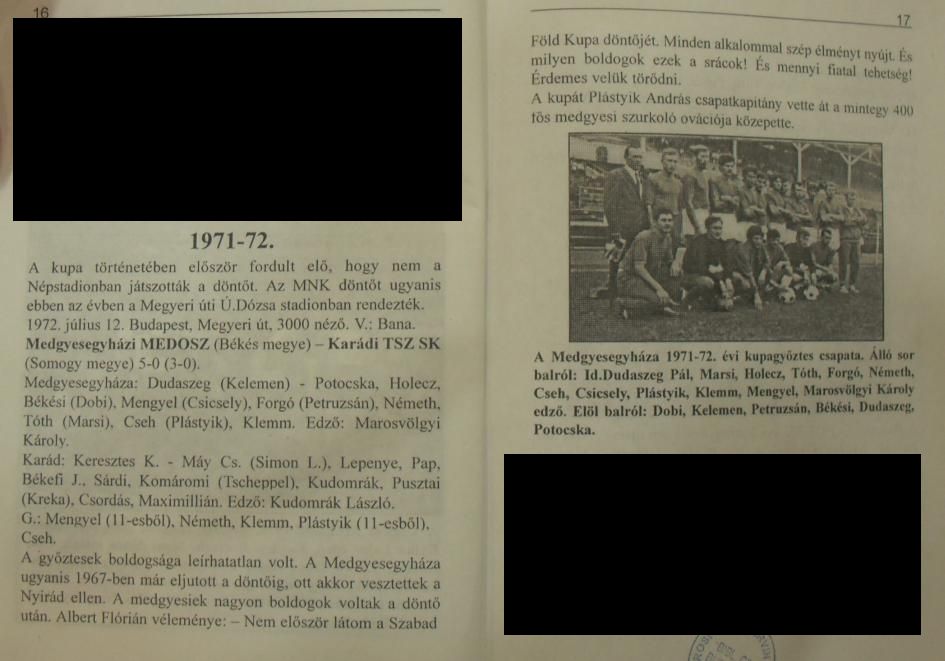 16
1971-72.
A kupa történetében először fordult elő, hogy nem a
Népstadionban játszották a döntőt. Az MNK döntőt ugyanis
ebben az évben a Megyeri úti Ú.Dózsa stadionban rendezték.
1972. július 12. Budapest, Megyeri út, 3000 néző. V.: Bana.
Medgyesegyházi MEDOSZ (Békés megye) – Karádi TSZ SK
(Somogy megye) 5-0 (3-0).
Medgyesegyháza: Dudaszeg (Kelemen) - Potocska, Holecz,
Békési (Dobi), Mengyel (Csicsely), Forgó (Petruzsán), Németh,
Tóth (Marsi), Cseh (Plástyik), Klemm. Edző: Marosvölgyi
Károly.
Karád: Keresztes K. - Máy Cs. (Simon L.), Lepenye, Pap,
Békefi J., Sárdi, Komáromi (Tscheppel), Kudomrák, Pusztai
(Kreka), Csordás, Maximillián. Edző: Kudomrák László.
G.: Mengyel (11-esből), Németh, Klemm, Plástyik (11-esből),
Cseh.
A győztesek boldogsága leírhatatlan volt. A Medgyesegyháza
ugyanis 1967-ben már eljutott a döntőig, ott akkor vesztettek a
Nyirád ellen. A medgyesiek nagyon boldogok voltak a döntő
után. Albert Flórián véleménye: – Nem először látom a Szabad
17
Föld Kupa döntőjét. Minden alkalommal szép élményt nyújt. És
milyen boldogok ezek a srácok! És mennyi fiatal tehetség!
Érdemes velük törődni.
A kupát Plástyik András csapatkapitány vette át a mintegy 400
fős medgyesi szurkoló ovációja közepette.
A Medgyesegyháza 1971-72. évi kupagyőztes csapata. Álló sor
balról: Id.Dudaszeg Pál, Marsi, Holecz, Tóth, Forgó, Németh,
Cseh, Csicsely, Plástyik, Klemm, Mengyel, Marosvölgyi Károly
edző. Elöl balról: Dobi, Kelemen, Petruzsán, Békési, Dudaszeg,
Potocska.